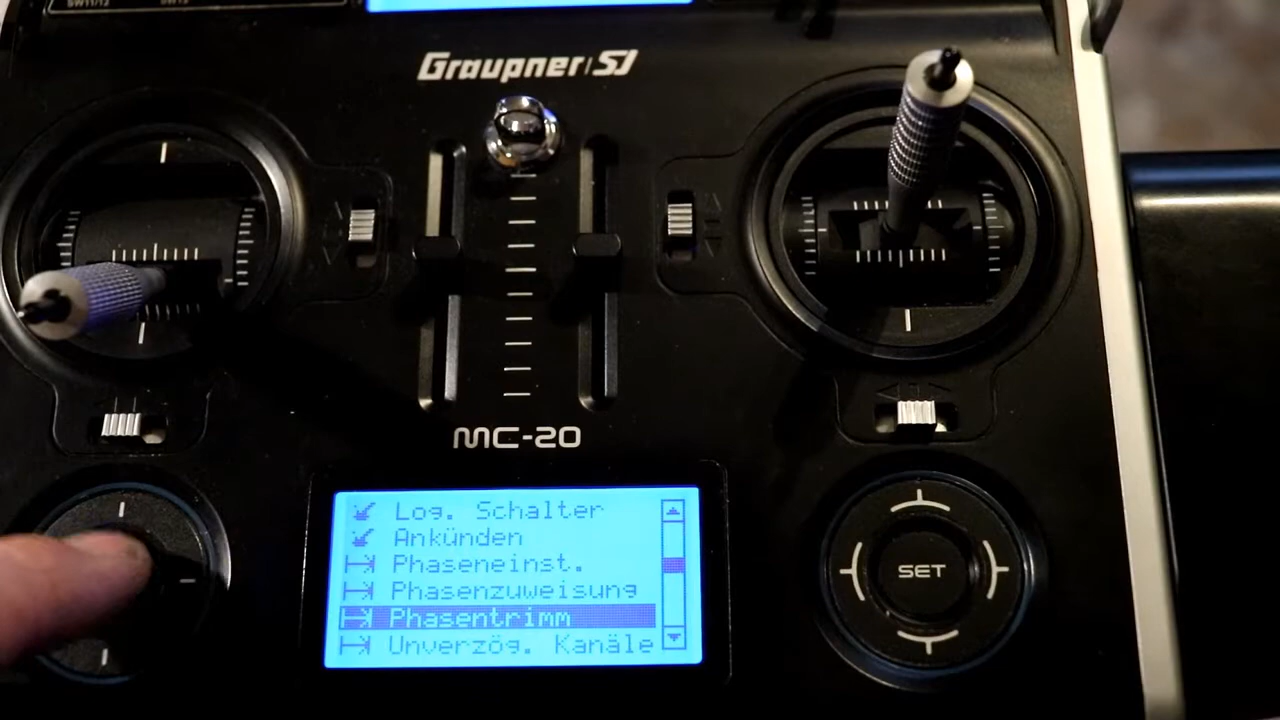 Graupner SJ
MC-20
Log. Schalter
Ankünden
Phaseneinst.
Phasenzuweisung
Phasentrimm
Unverzög. Kanäle
SET